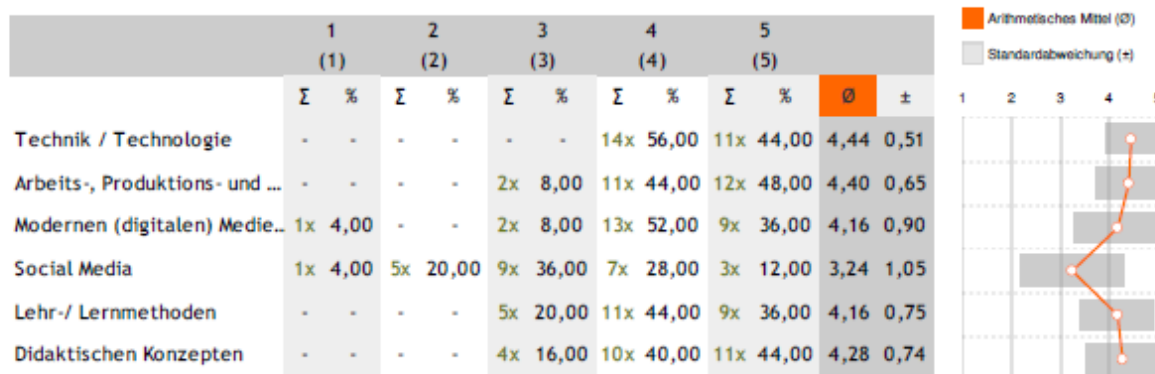 Arithmetisches Mittel (Ø)
Standardabweichung (±)
1 2 3 4 5
(1) (2) (3) (4) (5)
Σ % Σ % Σ % Σ % Σ % Ø ±
1 2 3 4 5
Technik / Technologie - - - - - - 14x 56,00 11x 44,00 4,44 0,51
Arbeits-, Produktions- und ... - - - - 2x 8,00 11x 44,00 12x 48,00 4,40 0,65
Modernen (digitalen) Medie... 1x 4,00 - - 2x 8,00 13x 52,00 9x 36,00 4,16 0,90
Social Media 1x 4,00 5x 20,00 9x 36,00 7x 28,00 3x 12,00 3,24 1,05
Lehr-/ Lernmethoden - - - - 5x 20,00 11x 44,00 9x 36,00 4,16 0,75
Didaktischen Konzepten - - - - 4x 16,00 10x 40,00 11x 44,00 4,28 0,74